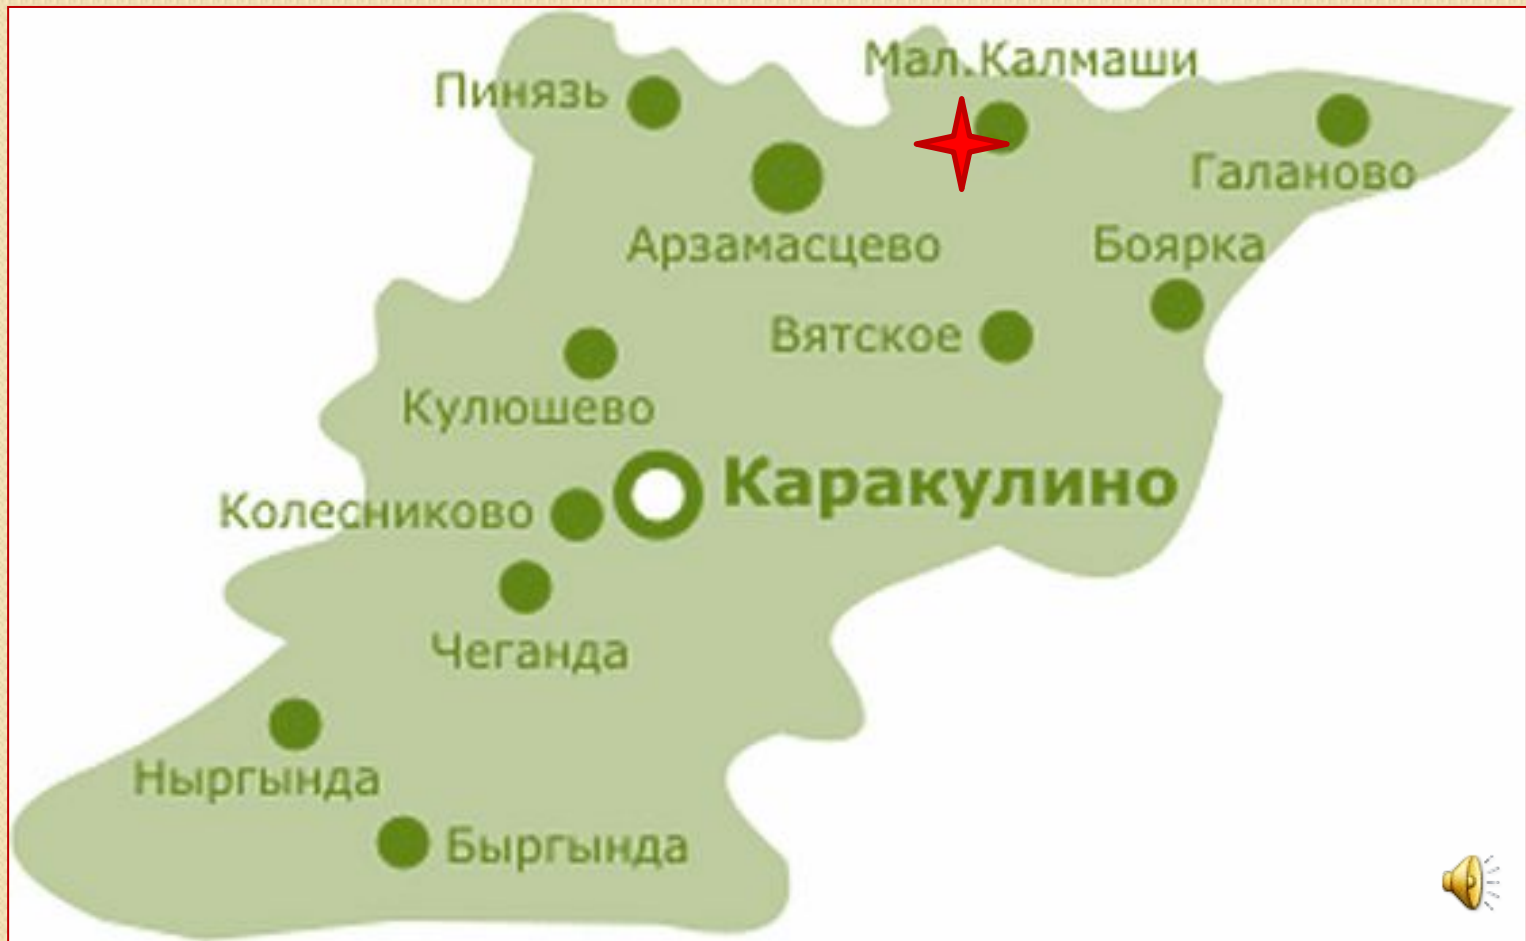 Мал.Калмаши
Пинязь
Галаново
Арзамасцево
Боярка
Вятское
Кулюшево
Каракулино
Колесниково
Чеганда
Ныргында
Быргында